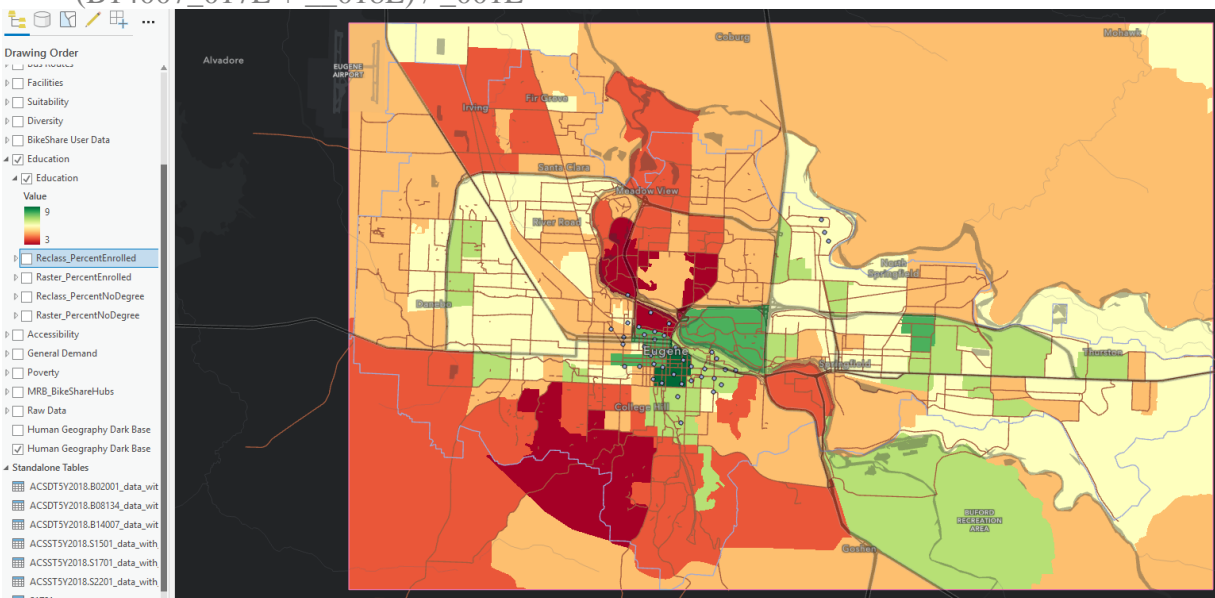 Drawing Order
Facilities
Suitability
Diversity
BikeShare User Data
Education
Education
Value
9
3
Reclass_PercentEnrolled
Raster_PercentEnrolled
Reclass_PercentNoDegree
Raster_PercentNoDegree
Accessibility
General Demand
Poverty
MRB_BikeShareHubs
Raw Data
Human Geography Dark Base
Human Geography Dark Base
Standalone Tables
ACSDT5Y2018.B02001_data_wit
ACSDT5Y2018.B08134_data_wit
ACSDT5Y2018.B14007_data_wit
ACSST5Y2018.S1501_data_with_
ACSST5Y2018.S1701_data_with_
ACSST5Y2018.S2201_data_with_
Alvadore
EUGENE
AIRPORT
Coburg
Mohawk
Irving
Fir Grove
Santa Clara
Meadow View
River Road
North
Springfield
Danebo
Eugene
Springfield
Thurston
College Hill
BUFORD
RECREATION
AREA
Goshen